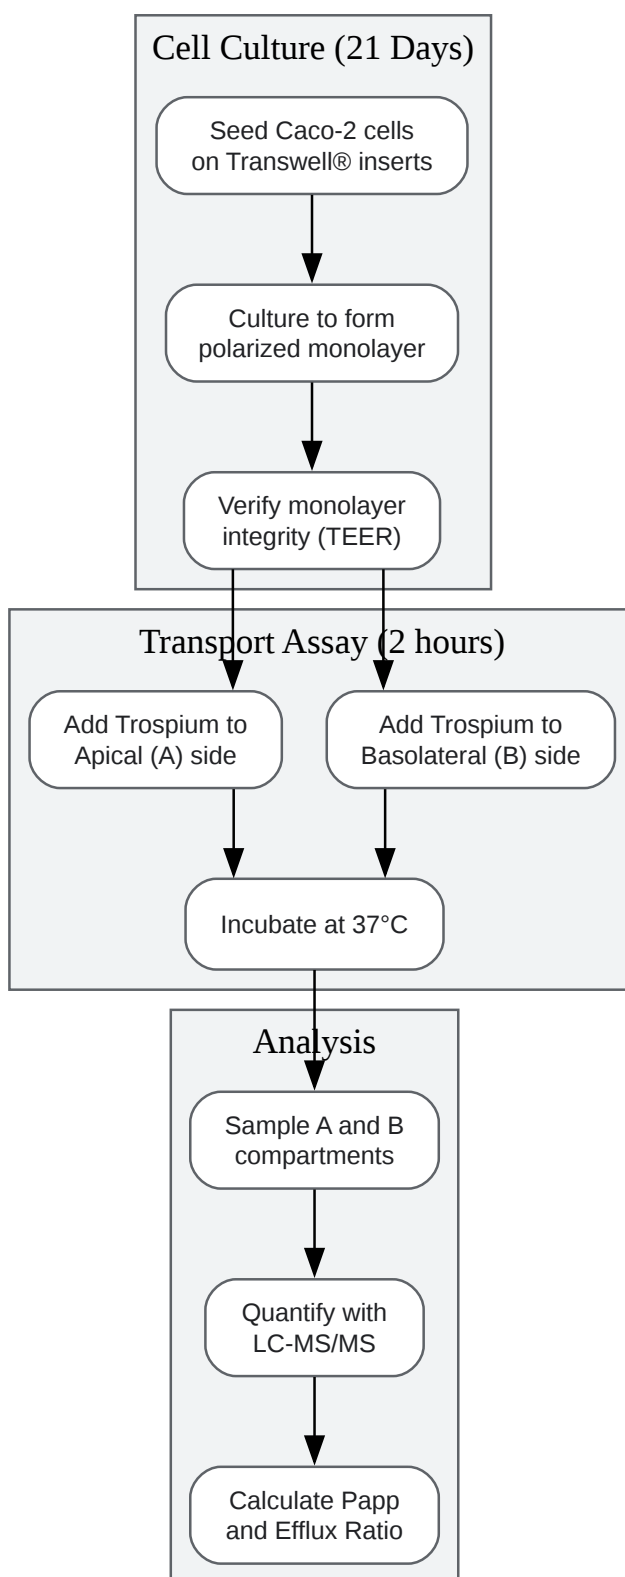 Cell Culture (21 Days)
Seed Caco-2 cells
on Transwell® inserts
Culture to form
polarized monolayer
Verify monolayer
integrity (TEER)
Transport Assay (2 hours)
Add Trospium to
Apical (A) side
Add Trospium to
Basolateral (B) side
Incubate at 37°C
Analysis
Sample A and B
compartments
Quantify with
LC-MS/MS
Calculate Papp
and Efflux Ratio